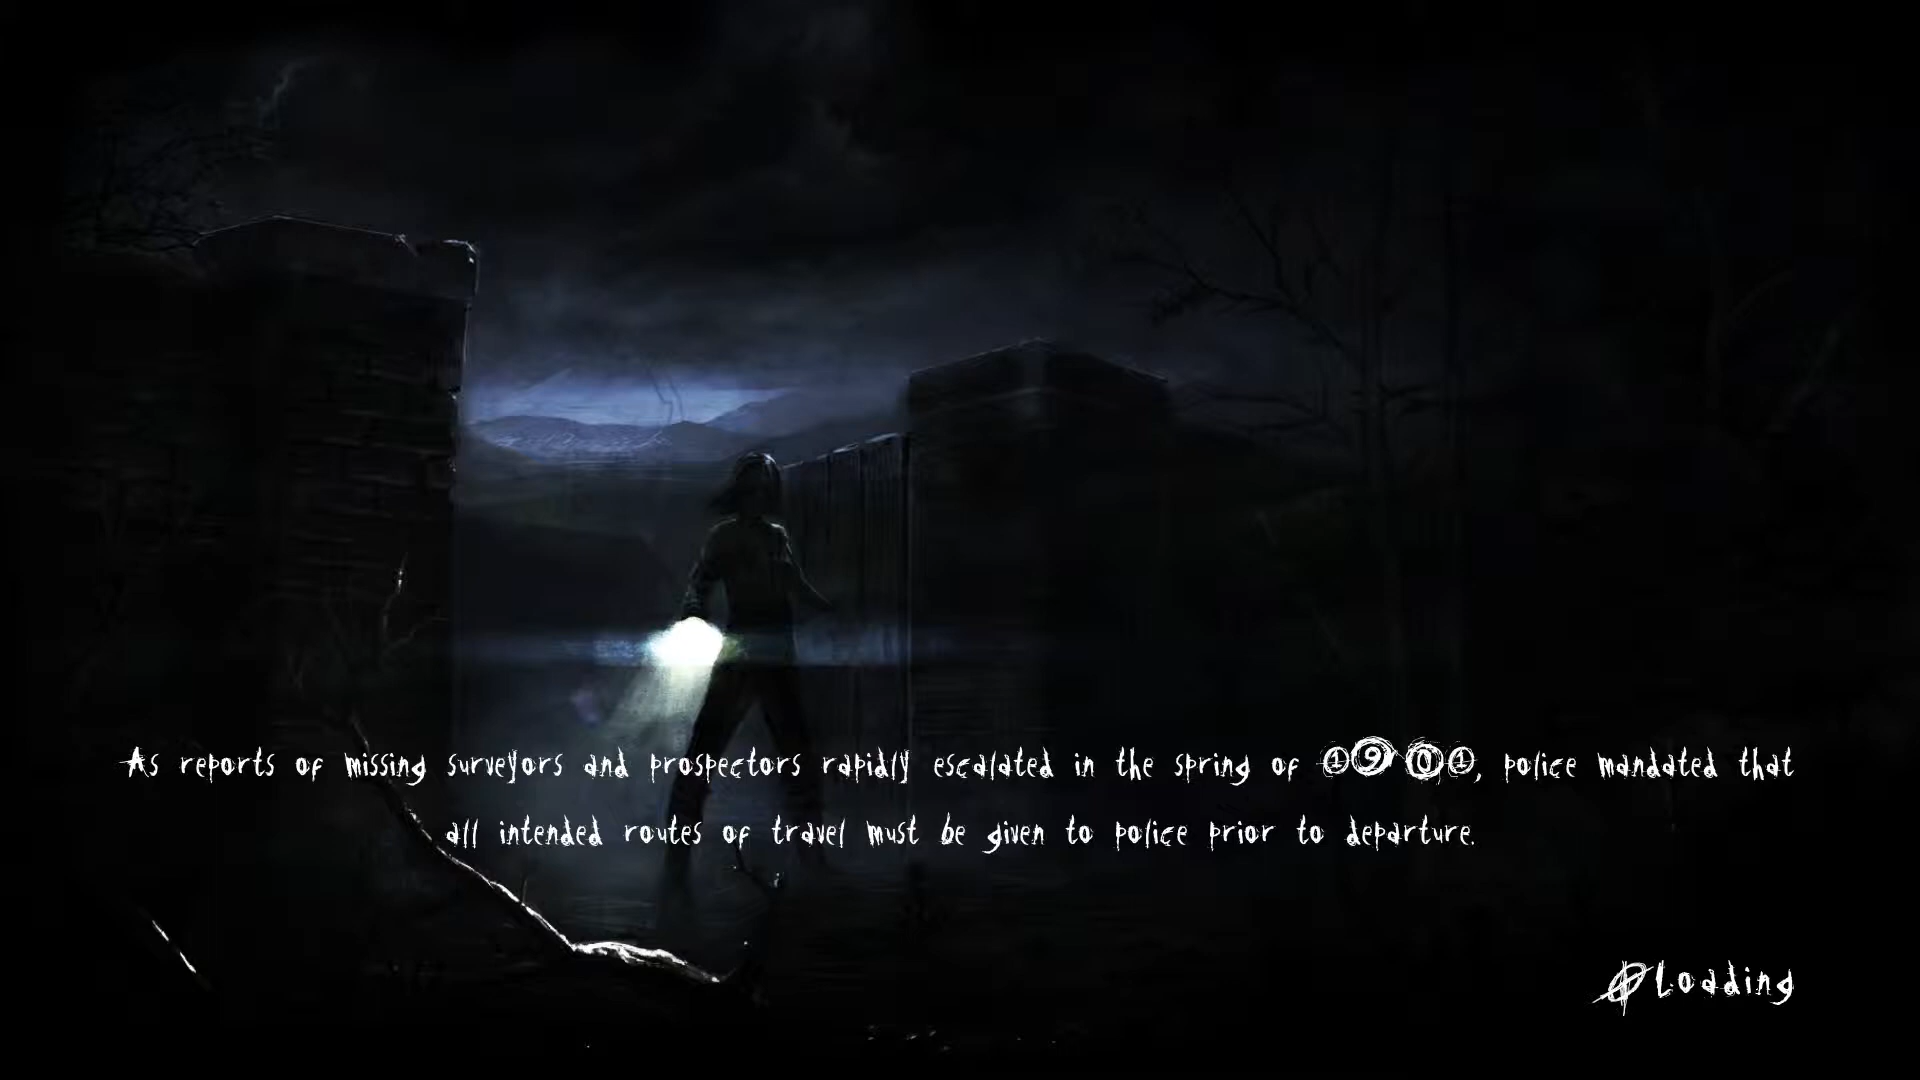 As reports of missing surveyors and prospectors rapidly escalated in the spring of 1901, police mandated that
all intended routes of travel must be given to police prior to departure.
Loading